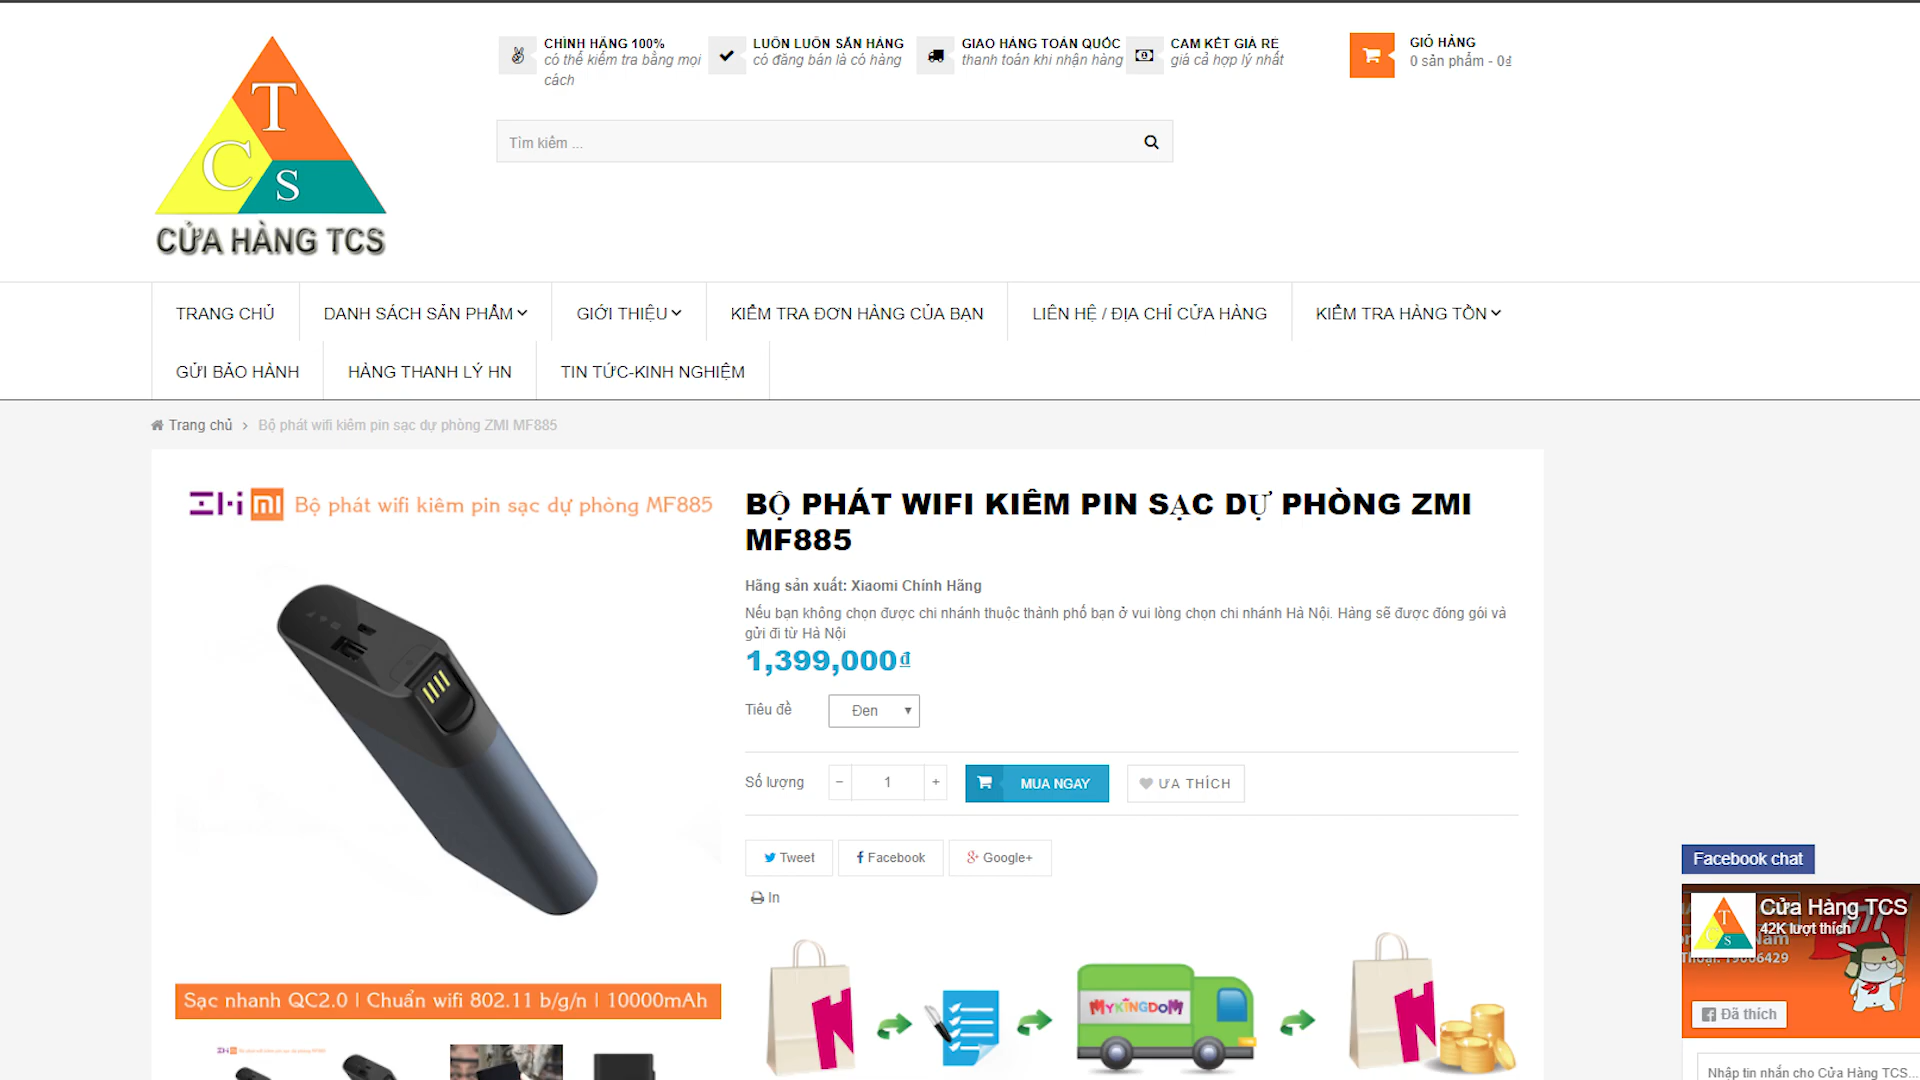 CHÍNH HÃNG 100%
có thể kiểm tra bằng mọi
cách
LUÔN LUÔN SẴN HÀNG
có đăng bán là có hàng
GIAO HÀNG TOÀN QUỐC
thanh toán khi nhận hàng
CAM KẾT GIÁ RẺ
giá cả hợp lý nhất
GIỎ HÀNG
0 sản phẩm - 0₫
Tìm kiếm ...
T
C
S
CỬA HÀNG TCS
TRANG CHỦ
DANH SÁCH SẢN PHẨM
GIỚI THIỆU
KIỂM TRA ĐƠN HÀNG CỦA BẠN
LIÊN HỆ / ĐỊA CHỈ CỬA HÀNG
KIỂM TRA HÀNG TỒN
GỬI BẢO HÀNH
HÀNG THANH LÝ HN
TIN TỨC-KINH NGHIỆM
Trang chủ > Bộ phát wifi kiêm pin sạc dự phòng ZMI MF885
ZMI mi Bộ phát wifi kiêm pin sạc dự phòng MF885
BỘ PHÁT WIFI KIÊM PIN SẠC DỰ PHÒNG ZMI
MF885
Hãng sản xuất: Xiaomi Chính Hãng
Nếu bạn không chọn được chi nhánh thuộc thành phố bạn ở vui lòng chọn chi nhánh Hà Nội. Hàng sẽ được đóng gói và
gửi đi từ Hà Nội
1,399,000₫
Tiêu đề
Đen
Số lượng
− 1 +
MUA NGAY
ƯA THÍCH
Tweet
Facebook
Google+
In
Facebook chat
Cửa Hàng TCS
42K lượt thích
Thoại: 19006429
Đã thích
Nhập tin nhắn cho Cửa Hàng TCS...
MYKINGDOM
Sạc nhanh QC2.0 | Chuẩn wifi 802.11 b/g/n | 10000mAh